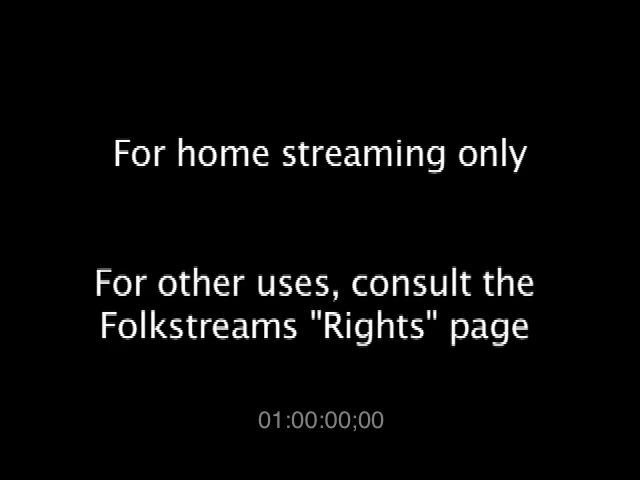 For home streaming only
For other uses, consult the
Folkstreams "Rights" page
01:00:00;00